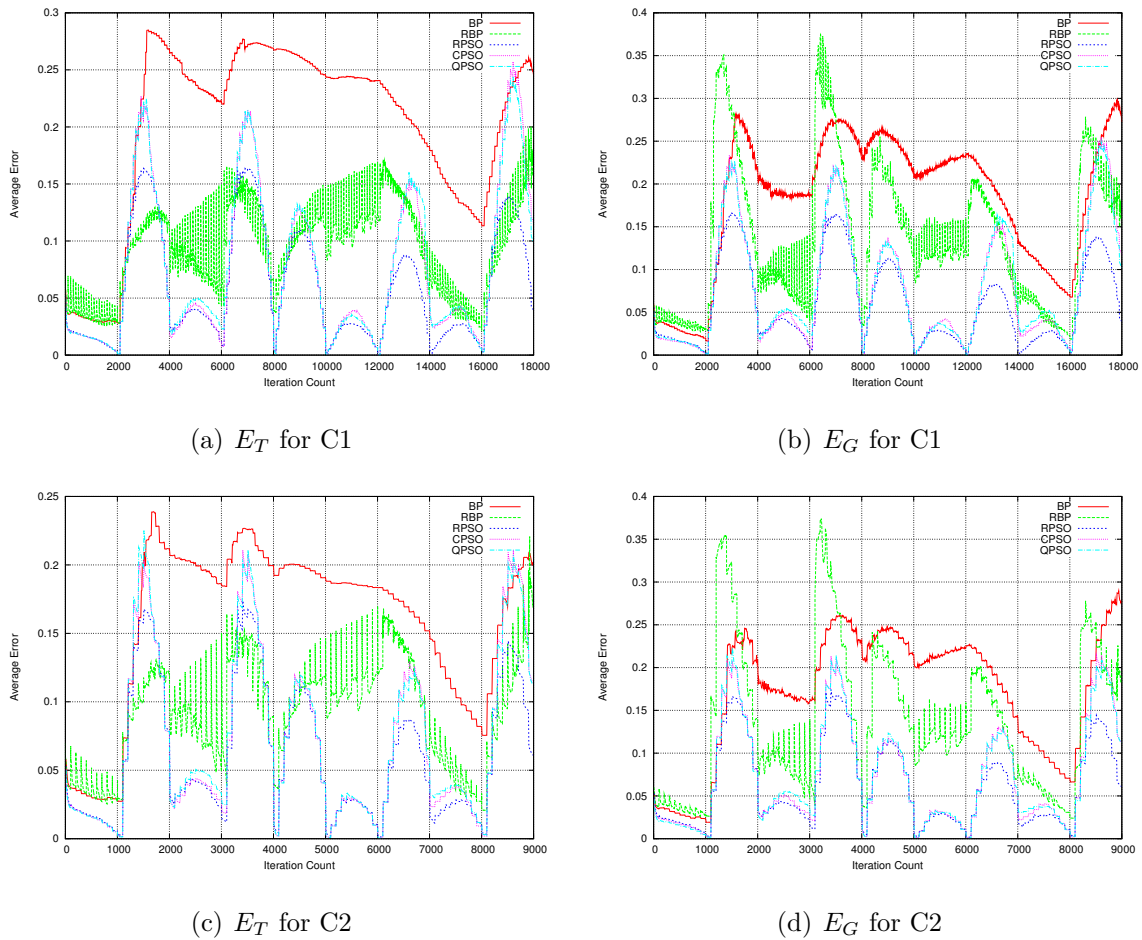 0.3
0.25
0.2
0.15
0.1
0.05
0
Average Error
0 2000 4000 6000 8000 10000 12000 14000 16000 18000
Iteration Count
BP
RBP
RPSO
CPSO
QPSO
(a) E_T for C1
0.4
0.35
0.3
0.25
0.2
0.15
0.1
0.05
0
Average Error
0 2000 4000 6000 8000 10000 12000 14000 16000 18000
Iteration Count
BP
RBP
RPSO
CPSO
QPSO
(b) E_G for C1
0.25
0.2
0.15
0.1
0.05
0
Average Error
0 1000 2000 3000 4000 5000 6000 7000 8000 9000
Iteration Count
BP
RBP
RPSO
CPSO
QPSO
(c) E_T for C2
0.4
0.35
0.3
0.25
0.2
0.15
0.1
0.05
0
Average Error
0 1000 2000 3000 4000 5000 6000 7000 8000 9000
Iteration Count
BP
RBP
RPSO
CPSO
QPSO
(d) E_G for C2